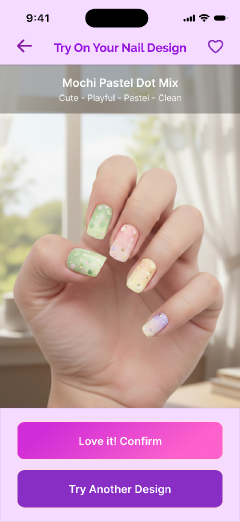 9:41
Try On Your Nail Design
Mochi Pastel Dot Mix
Cute - Playful - Pastel - Clean
Love it! Confirm
Try Another Design